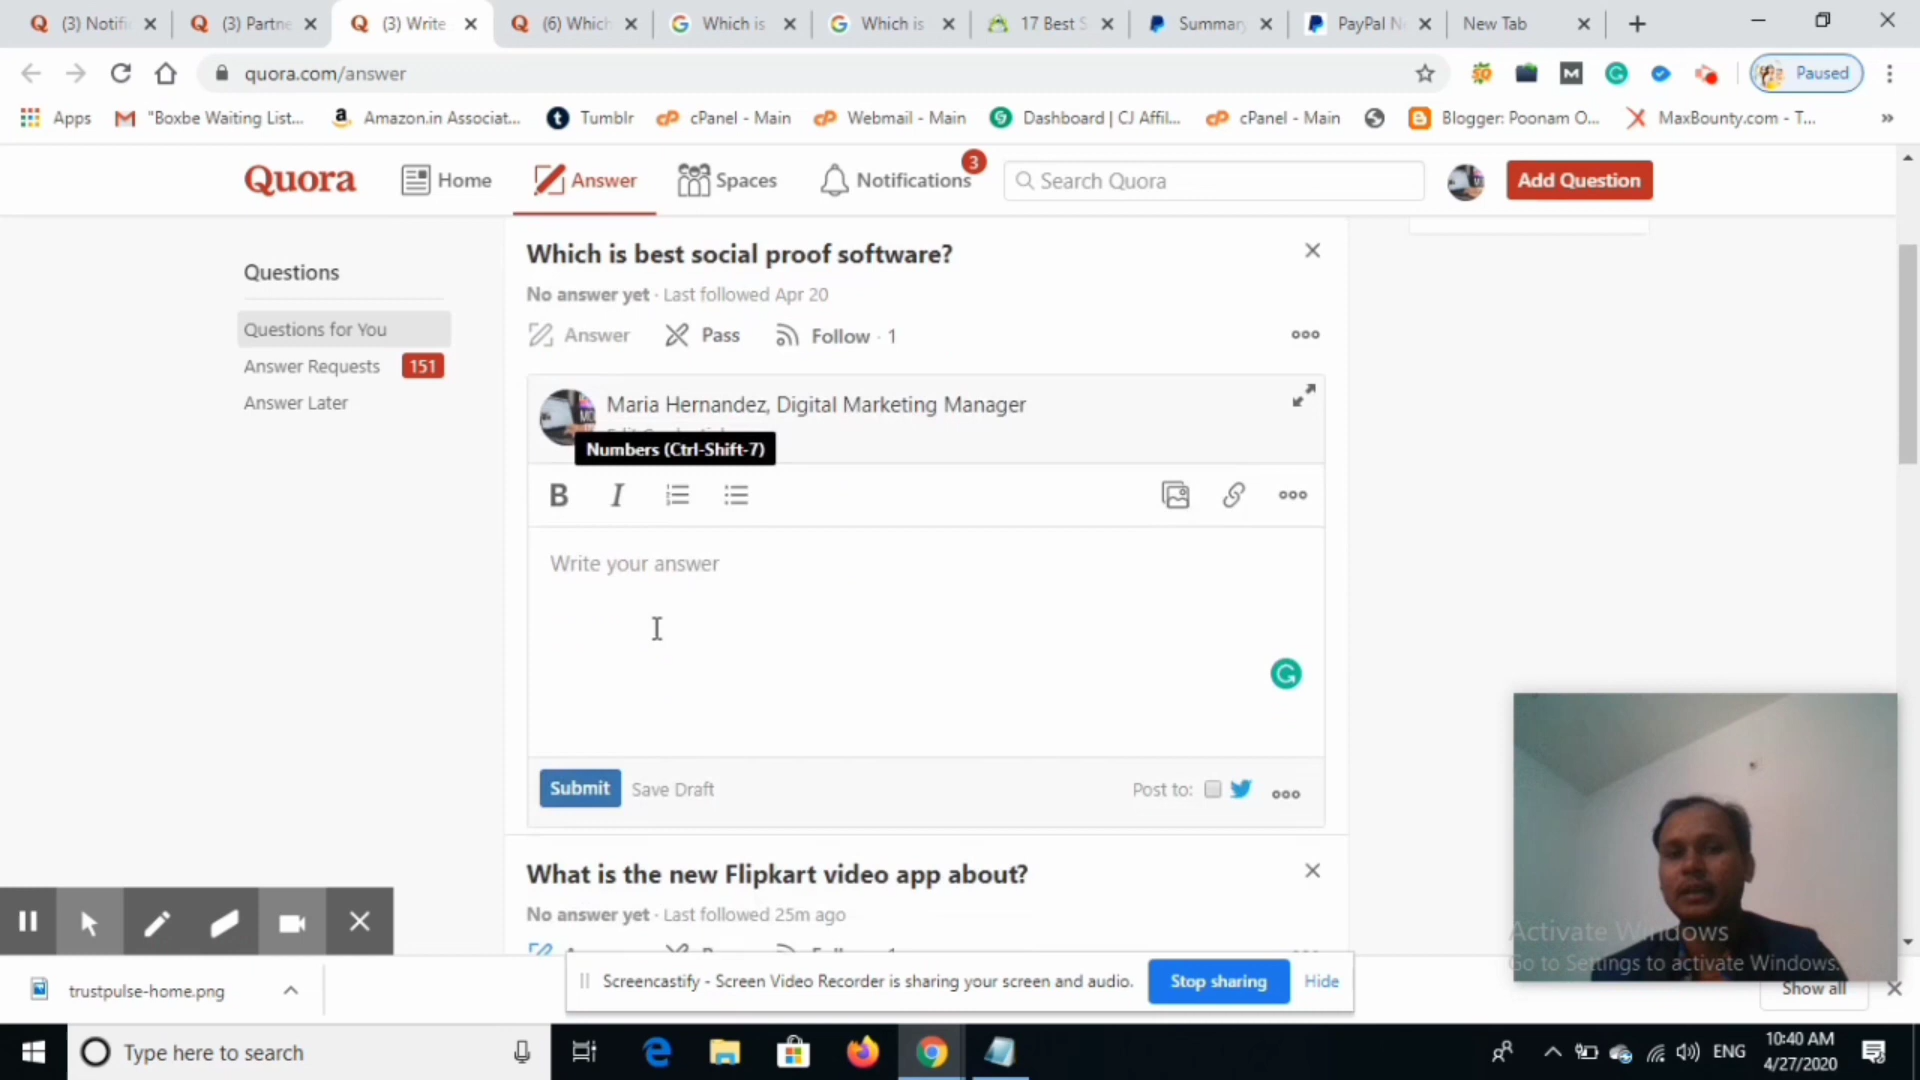 (3) Notifi
(3) Partne
(3) Write
(6) Which
Which is
Which is
17 Best S
Summary
PayPal N
New Tab
quora.com/answer
Paused
Apps
"Boxbe Waiting List...
Amazon.in Associat...
Tumblr
cPanel - Main
Webmail - Main
Dashboard | CJ Affil...
cPanel - Main
Blogger: Poonam O...
MaxBounty.com - T...
»
Quora
Home
Answer
Spaces
Notifications
3
Search Quora
Add Question
Questions
Questions for You
Answer Requests 151
Answer Later
Which is best social proof software?
No answer yet · Last followed Apr 20
Answer
Pass
Follow · 1
Maria Hernandez, Digital Marketing Manager
Numbers (Ctrl-Shift-7)
B I
Write your answer
Submit
Save Draft
Post to:
What is the new Flipkart video app about?
No answer yet · Last followed 25m ago
Activate Windows
Go to Settings to activate Windows.
trustpulse-home.png
Screencastify - Screen Video Recorder is sharing your screen and audio.
Stop sharing
Hide
Show all
Type here to search
ENG
10:40 AM
4/27/2020